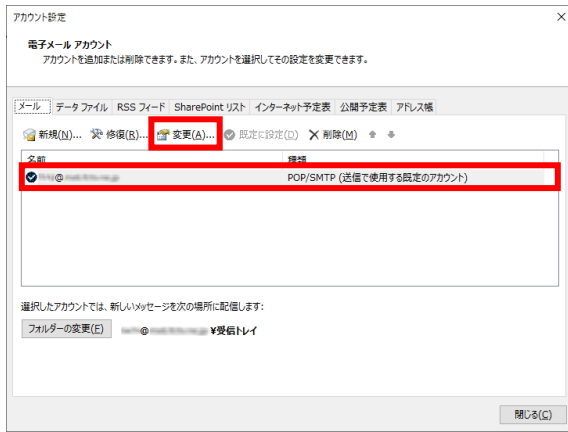 アカウント設定
電子メール アカウント
アカウントを追加または削除できます。また、アカウントを選択してその設定を変更できます。
メール データ ファイル RSS フィード SharePoint リスト インターネット予定表 公開予定表 アドレス帳
新規(N)... 修復(R)... 変更(A)... 既定に設定(D) 削除(M)
名前 種類
@ POP/SMTP (送信で使用する既定のアカウント)
選択したアカウントでは、新しいメッセージを次の場所に配信します:
フォルダーの変更(F) @ ¥受信トレイ
閉じる(C)